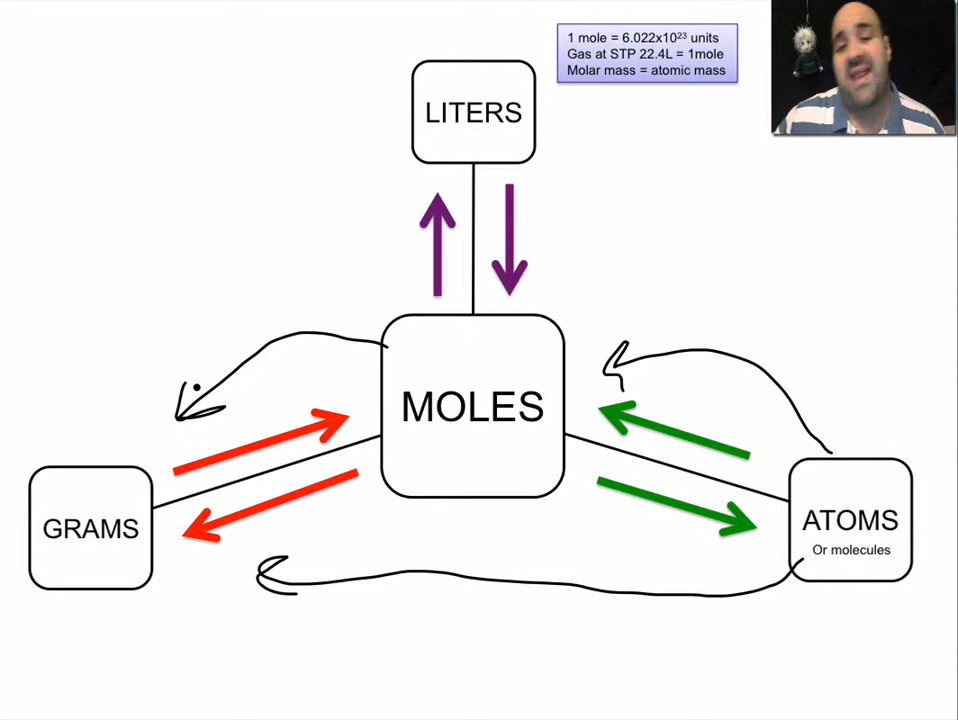 1 mole = 6.022x10²³ units
Gas at STP 22.4L = 1mole
Molar mass = atomic mass
LITERS
MOLES
GRAMS
ATOMS
Or molecules